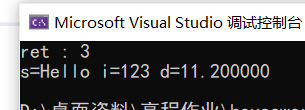 Microsoft Visual Studio 调试控制台
ret : 3
s=Hello i=123 d=11.200000